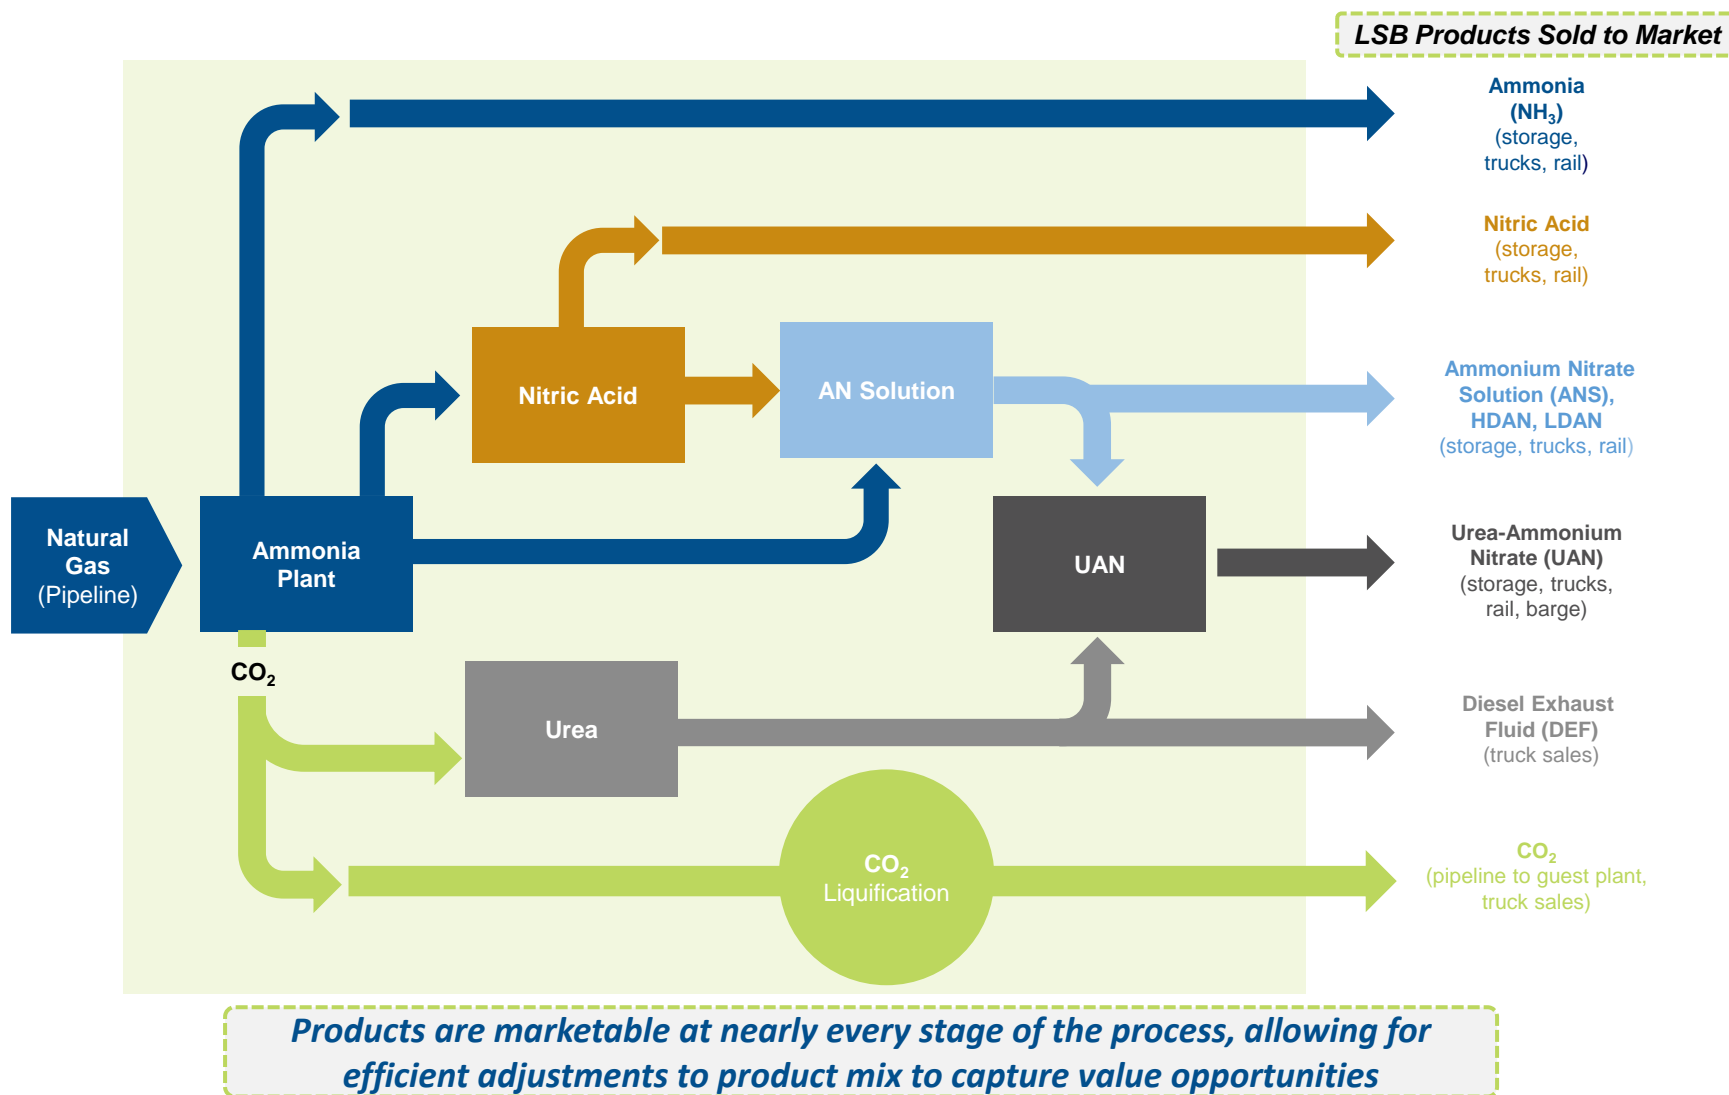 LSB Products Sold to Market
Ammonia
(NH₃)
(storage,
trucks, rail)
Nitric Acid
(storage,
trucks, rail)
Nitric Acid
AN Solution
Ammonium Nitrate
Solution (ANS),
HDAN, LDAN
(storage, trucks, rail)
Natural
Gas
(Pipeline)
Ammonia
Plant
UAN
Urea-Ammonium
Nitrate (UAN)
(storage, trucks,
rail, barge)
CO₂
Urea
Diesel Exhaust
Fluid (DEF)
(truck sales)
CO₂
Liquification
CO₂
(pipeline to guest plant,
truck sales)
Products are marketable at nearly every stage of the process, allowing for
efficient adjustments to product mix to capture value opportunities